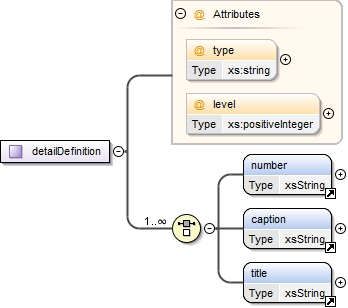 @ Attributes
@ type
Type xs:string
@ level
Type xs:positiveInteger
detailDefinition
1..∞
number
Type xsString
caption
Type xsString
title
Type xsString